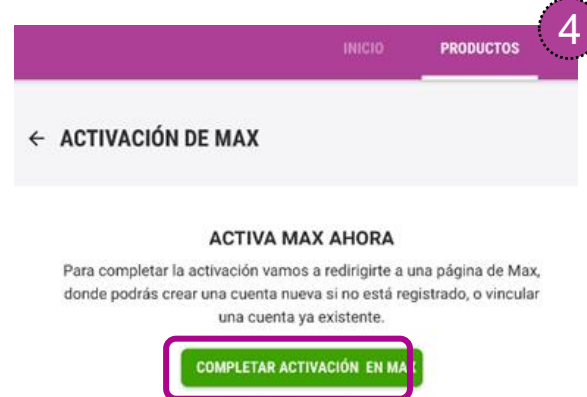 INICIO PRODUCTOS 4
← ACTIVACIÓN DE MAX
ACTIVA MAX AHORA
Para completar la activación vamos a redirigirte a una página de Max,
donde podrás crear una cuenta nueva si no está registrado, o vincular
una cuenta ya existente.
COMPLETAR ACTIVACIÓN EN MAX